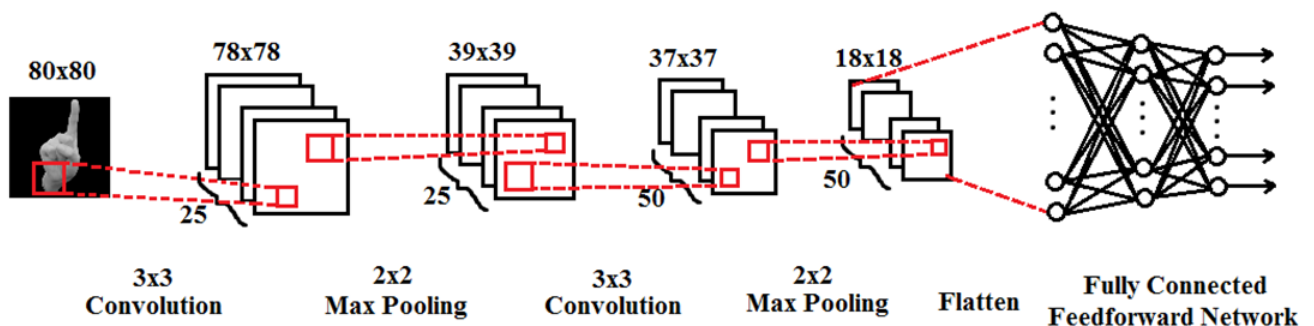 80x80
78x78
39x39
37x37
18x18
25
25
50
50
3x3
Convolution
2x2
Max Pooling
3x3
Convolution
2x2
Max Pooling
Flatten
Fully Connected
Feedforward Network